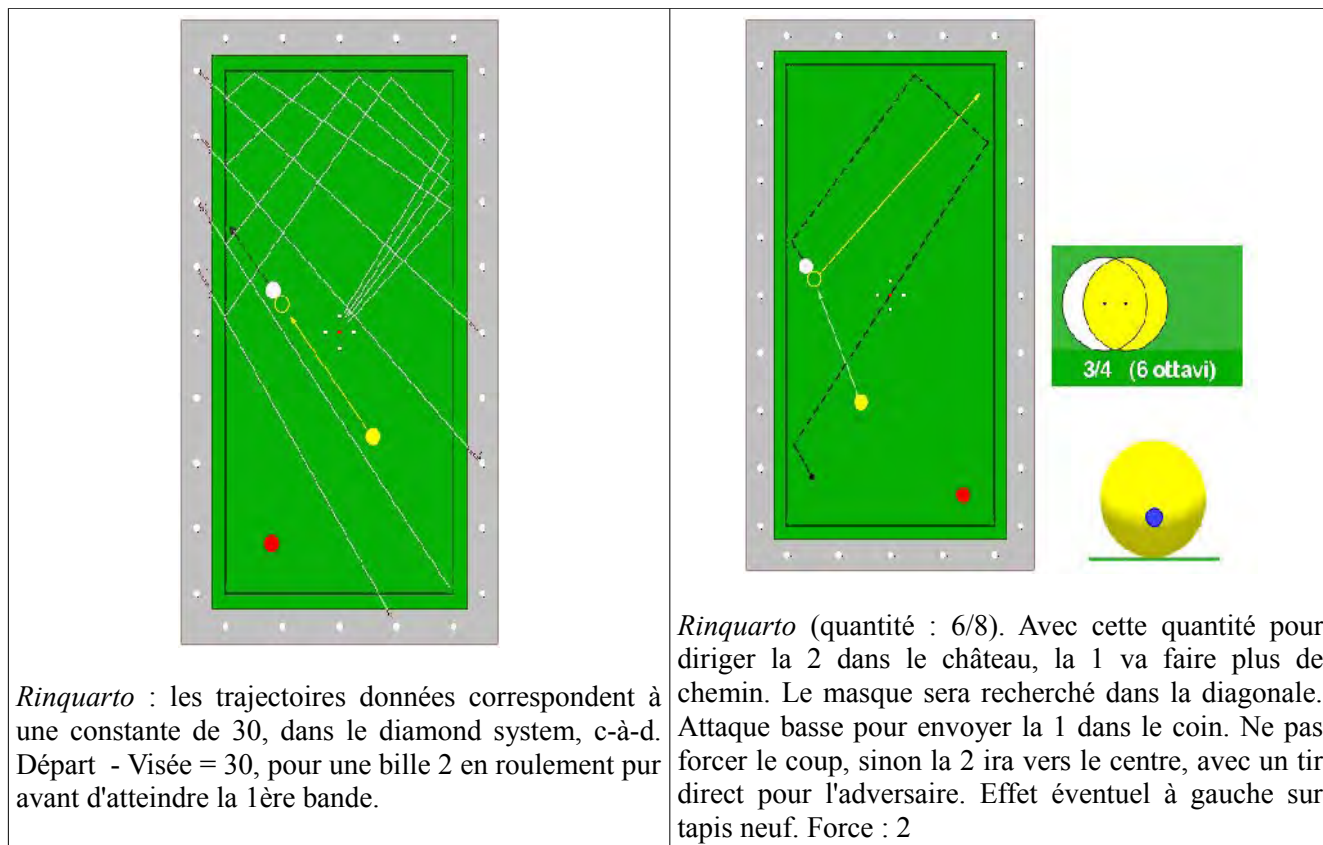 Rinquarto : les trajectoires données correspondent à
une constante de 30, dans le diamond system, c-à-d.
Départ - Visée = 30, pour une bille 2 en roulement pur
avant d'atteindre la 1ère bande.
3/4 (6 ottavi)
Rinquarto (quantité : 6/8). Avec cette quantité pour
diriger la 2 dans le château, la 1 va faire plus de
chemin. Le masque sera recherché dans la diagonale.
Attaque basse pour envoyer la 1 dans le coin. Ne pas
forcer le coup, sinon la 2 ira vers le centre, avec un tir
direct pour l'adversaire. Effet éventuel à gauche sur
tapis neuf. Force : 2